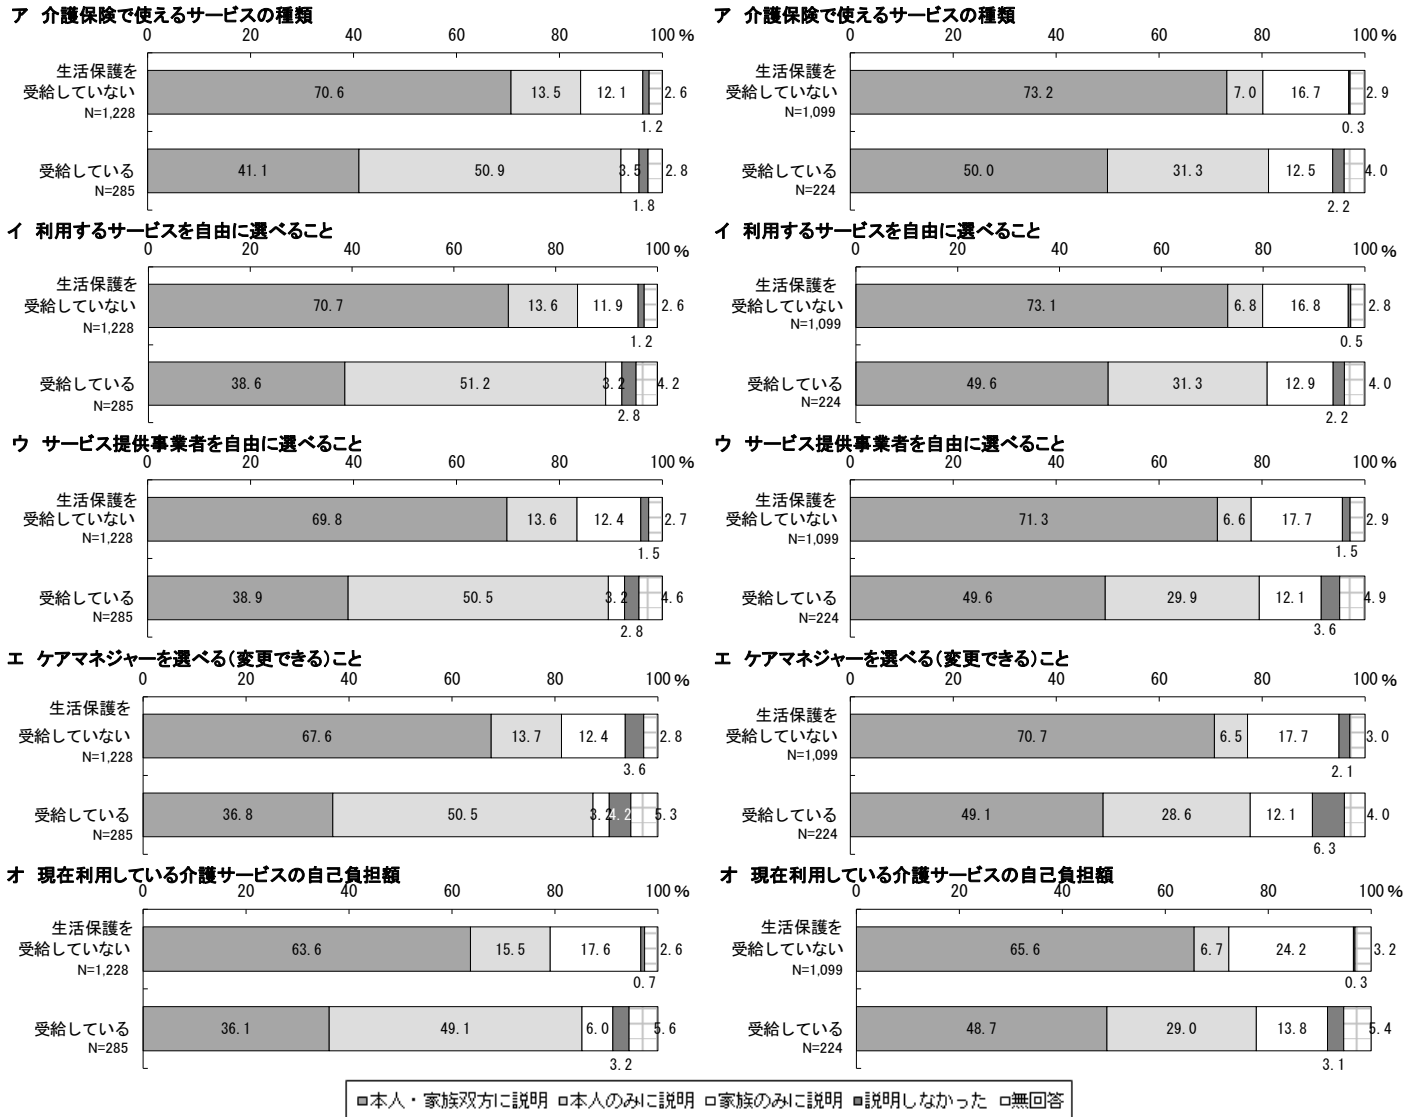 ア 介護保険で使えるサービスの種類
0 20 40 60 80 100 %
生活保護を
受給していない 70.6 13.5 12.1 2.6
N=1,228
1.2
受給している 41.1 50.9 3.5 2.8
N=285
1.8
イ 利用するサービスを自由に選べること
0 20 40 60 80 100 %
生活保護を
受給していない 70.7 13.6 11.9 2.6
N=1,228
1.2
受給している 38.6 51.2 3.2 4.2
N=285
2.8
ウ サービス提供事業者を自由に選べること
0 20 40 60 80 100 %
生活保護を
受給していない 69.8 13.6 12.4 2.7
N=1,228
1.5
受給している 38.9 50.5 3.2 4.6
N=285
2.8
エ ケアマネジャーを選べる(変更できる)こと
0 20 40 60 80 100 %
生活保護を
受給していない 67.6 13.7 12.4 2.8
N=1,228
3.6
受給している 36.8 50.5 3.2 4.2 5.3
N=285
オ 現在利用している介護サービスの自己負担額
0 20 40 60 80 100 %
生活保護を
受給していない 63.6 15.5 17.6 2.6
N=1,228
0.7
受給している 36.1 49.1 6.0 5.6
N=285
3.2
ア 介護保険で使えるサービスの種類
0 20 40 60 80 100 %
生活保護を
受給していない 73.2 7.0 16.7 2.9
N=1,099
0.3
受給している 50.0 31.3 12.5 4.0
N=224
2.2
イ 利用するサービスを自由に選べること
0 20 40 60 80 100 %
生活保護を
受給していない 73.1 6.8 16.8 2.8
N=1,099
0.5
受給している 49.6 31.3 12.9 4.0
N=224
2.2
ウ サービス提供事業者を自由に選べること
0 20 40 60 80 100 %
生活保護を
受給していない 71.3 6.6 17.7 2.9
N=1,099
1.5
受給している 49.6 29.9 12.1 4.9
N=224
3.6
エ ケアマネジャーを選べる(変更できる)こと
0 20 40 60 80 100 %
生活保護を
受給していない 70.7 6.5 17.7 3.0
N=1,099
2.1
受給している 49.1 28.6 12.1 4.0
N=224
6.3
オ 現在利用している介護サービスの自己負担額
0 20 40 60 80 100 %
生活保護を
受給していない 65.6 6.7 24.2 3.2
N=1,099
0.3
受給している 48.7 29.0 13.8 5.4
N=224
3.1
本人・家族双方に説明 本人のみに説明 家族のみに説明 説明しなかった 無回答